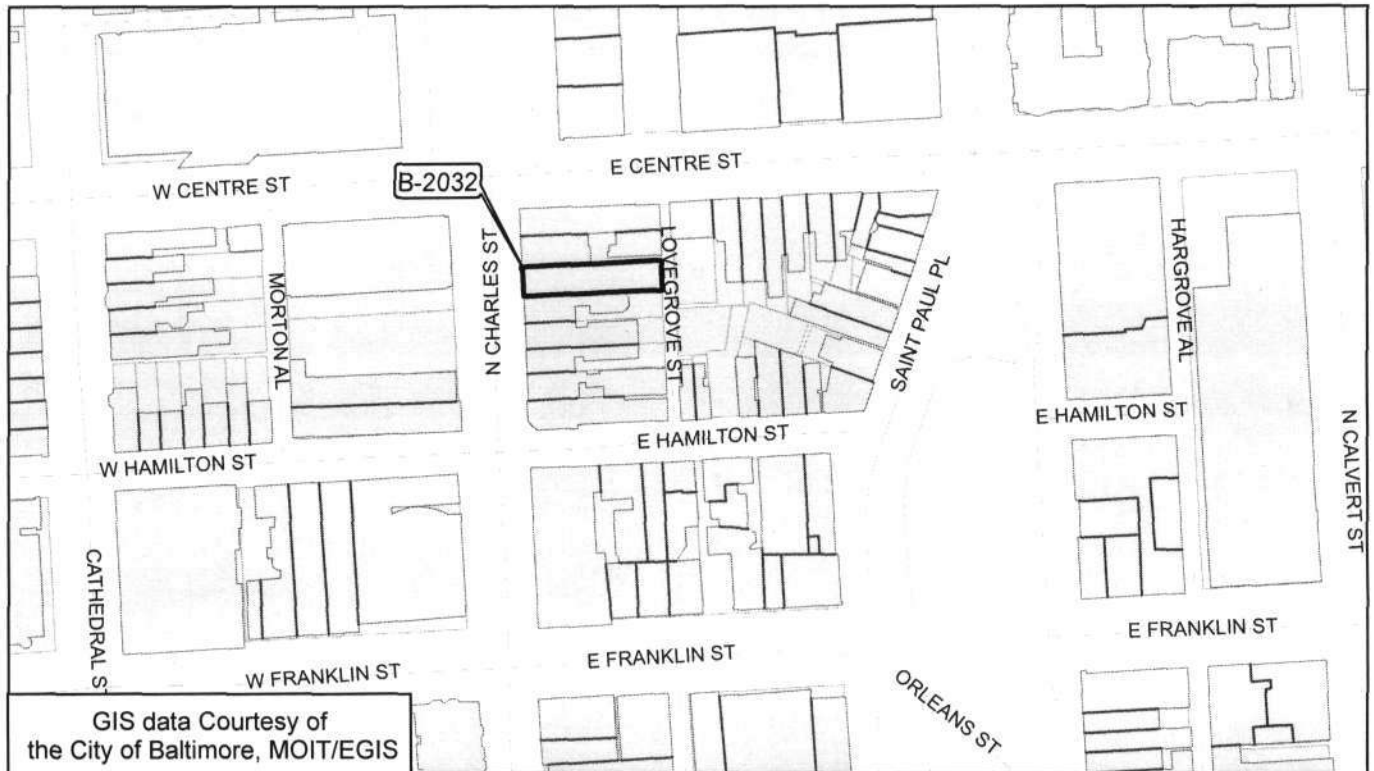 E CENTRE ST
W CENTRE ST
B-2032
N CHARLES ST
LOVEGROVE ST
MORTON AL
SAINT PAUL PL
HARGROVE AL
E HAMILTON ST
E HAMILTON ST
W HAMILTON ST
N CALVERT ST
CATHEDRAL S
E FRANKLIN ST
E FRANKLIN ST
W FRANKLIN ST
ORLEANS ST
GIS data Courtesy of
the City of Baltimore, MOIT/EGIS